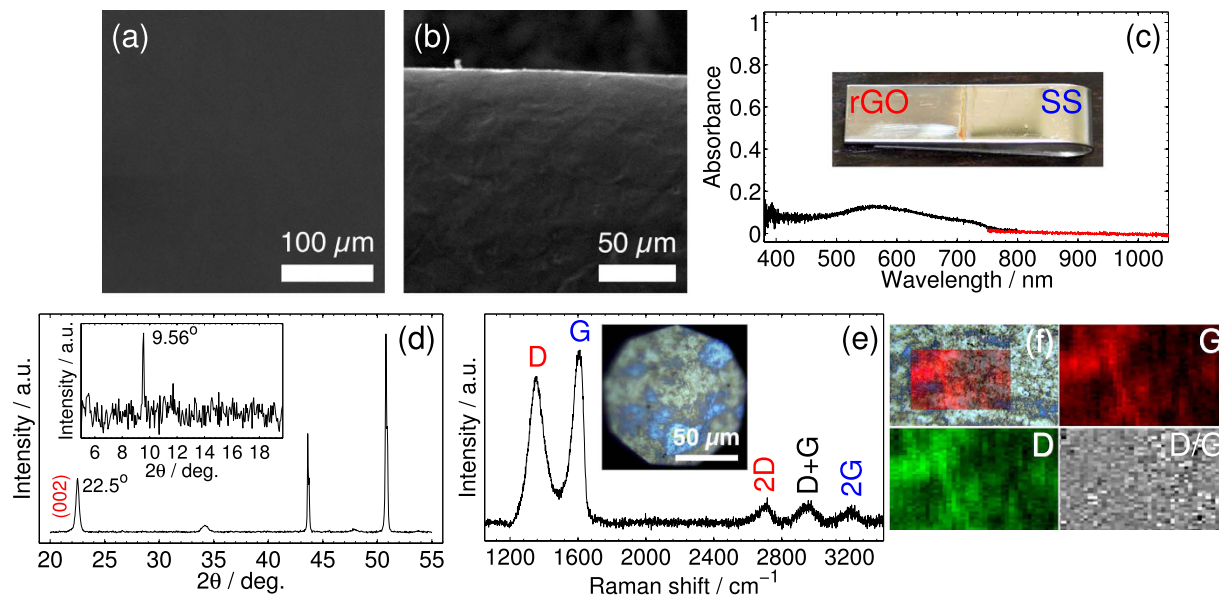 (a)
100 µm
(b)
50 µm
(c)
Absorbance
1
0.8
0.6
0.4
0.2
0
rGO
SS
400 500 600 700 800 900 1000
Wavelength / nm
(d)
Intensity / a.u.
Intensity / a.u.
9.56°
6 8 10 12 14 16 18
2θ / deg.
(002)
22.5°
20 25 30 35 40 45 50 55
2θ / deg.
(e)
Intensity / a.u.
D
G
50 µm
2D
D+G
2G
1200 1600 2000 2400 2800 3200
Raman shift / cm⁻¹
(f)
G
D
D/G